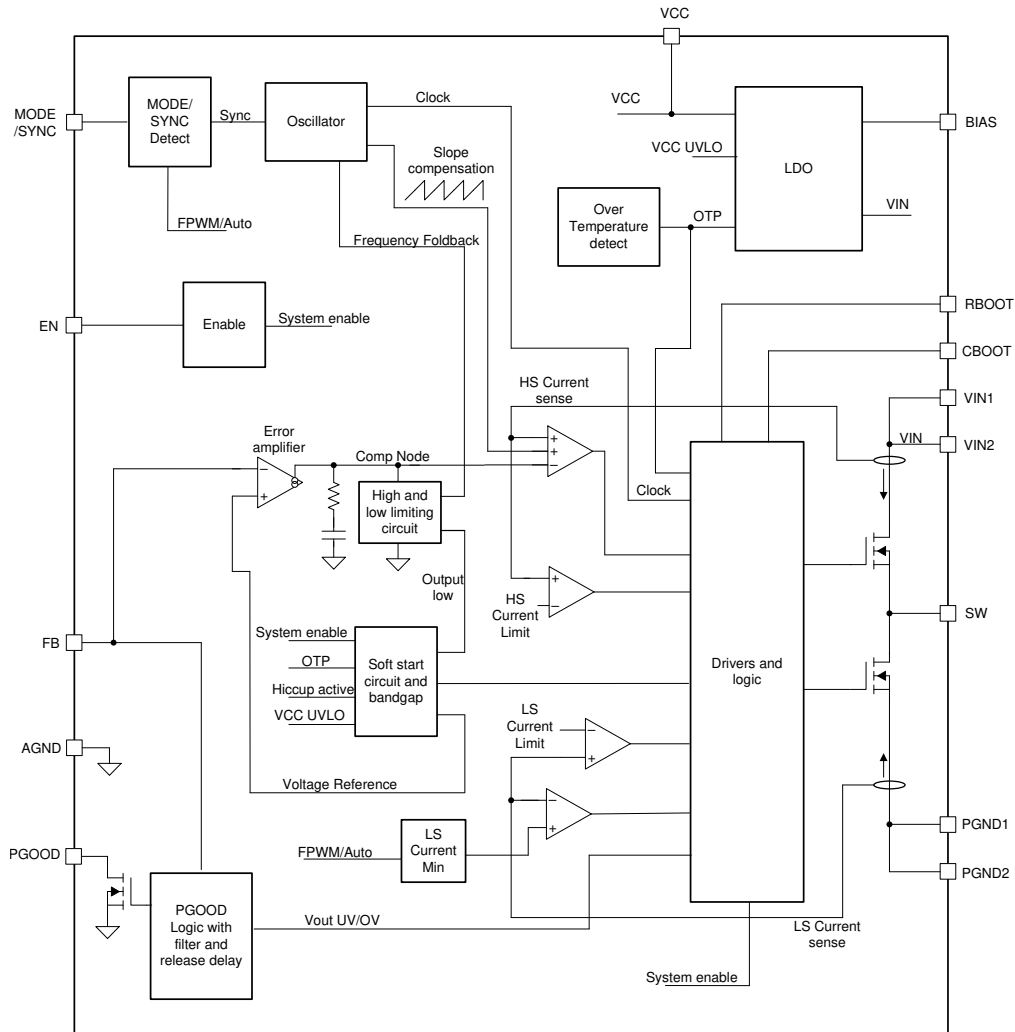 VCC
MODE
/SYNC
MODE/
SYNC
Detect
Sync
Oscillator
Clock
Slope
compensation
FPWM/Auto
Frequency Foldback
VCC
VCC UVLO
LDO
BIAS
VIN
Over
Temperature
detect
OTP
EN
Enable
System enable
RBOOT
CBOOT
VIN1
VIN
VIN2
HS Current
sense
+
+
−
Error
amplifier
−
+
Comp Node
High and
low limiting
circuit
Clock
Output
low
+
−
HS
Current
Limit
SW
FB
System enable
OTP
Hiccup active
VCC UVLO
Soft start
circuit and
bandgap
Drivers and
logic
LS
Current
Limit
−
+
AGND
Voltage Reference
−
+
FPWM/Auto
LS
Current
Min
PGND1
PGND2
PGOOD
PGOOD
Logic with
filter and
release delay
Vout UV/OV
LS Current
sense
System enable